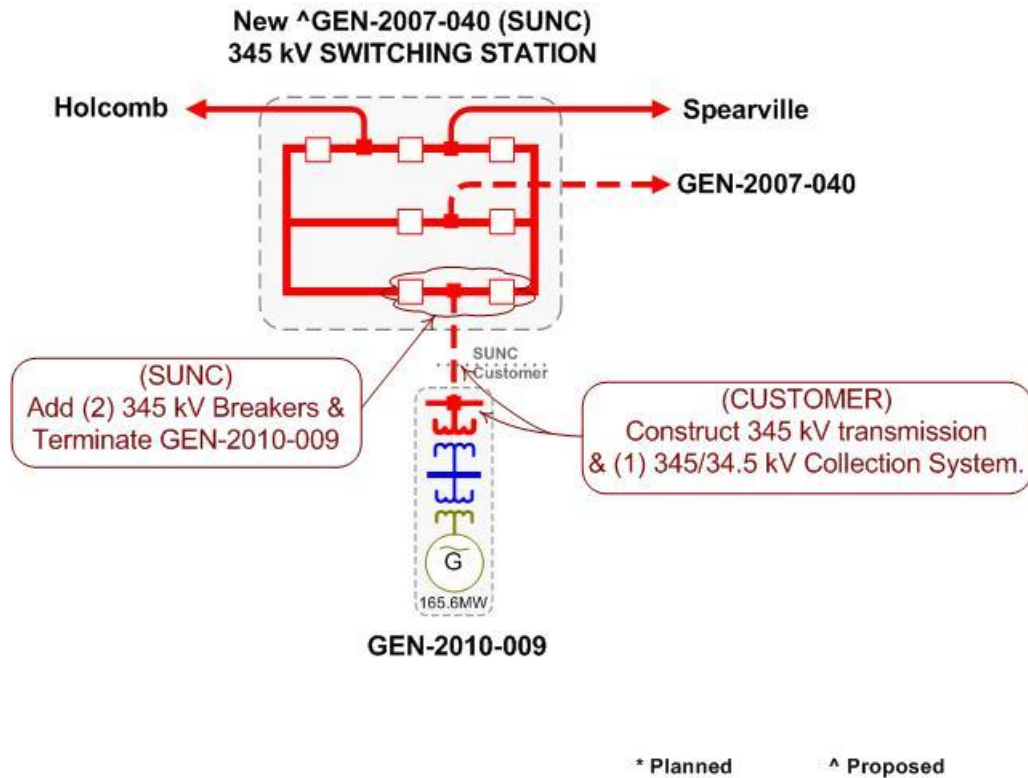 New ^GEN-2007-040 (SUNC)
345 kV SWITCHING STATION
Holcomb
Spearville
GEN-2007-040
SUNC
Customer
(SUNC)
Add (2) 345 kV Breakers &
Terminate GEN-2010-009
(CUSTOMER)
Construct 345 kV transmission
& (1) 345/34.5 kV Collection System.
G
165.6MW
GEN-2010-009
* Planned
^ Proposed